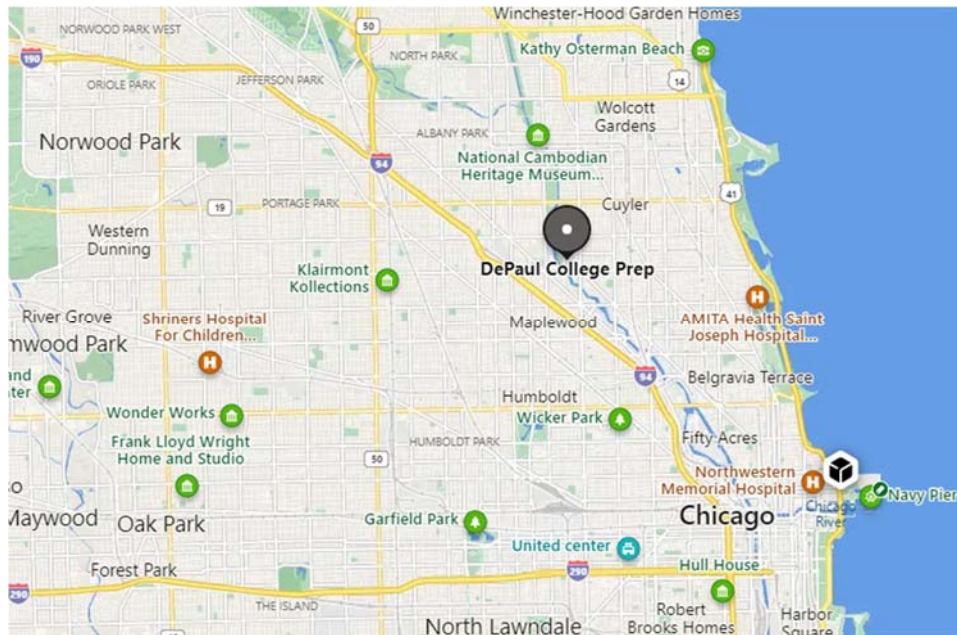 Winchester-Hood Garden Homes
NORWOOD PARK WEST
50
Kathy Osterman Beach
NORTH PARK
190
JEFFERSON PARK
14
ORIOLE PARK
Wolcott
Gardens
Norwood Park
ALBANY PARK
National Cambodian
Heritage Museum...
94
41
19
PORTAGE PARK
Cuyler
Western
Dunning
DePaul College Prep
Klairmont
Kollections
River Grove
Shriners Hospital
For Children...
Maplewood
AMITA Health Saint
Joseph Hospital...
mwood Park
94
Belgravia Terrace
and
ter
Humboldt
Wonder Works
Wicker Park
Frank Lloyd Wright
Home and Studio
HUMBOLDT PARK
Fifty Acres
50
Northwestern
Memorial Hospital
so
Navy Pier
Chicago
River
Maywood
Oak Park
Garfield Park
Chicago
United center
Forest Park
290
Hull House
290
THE ISLAND
Robert
Brooks Homes
Harbor
Square
North Lawndale